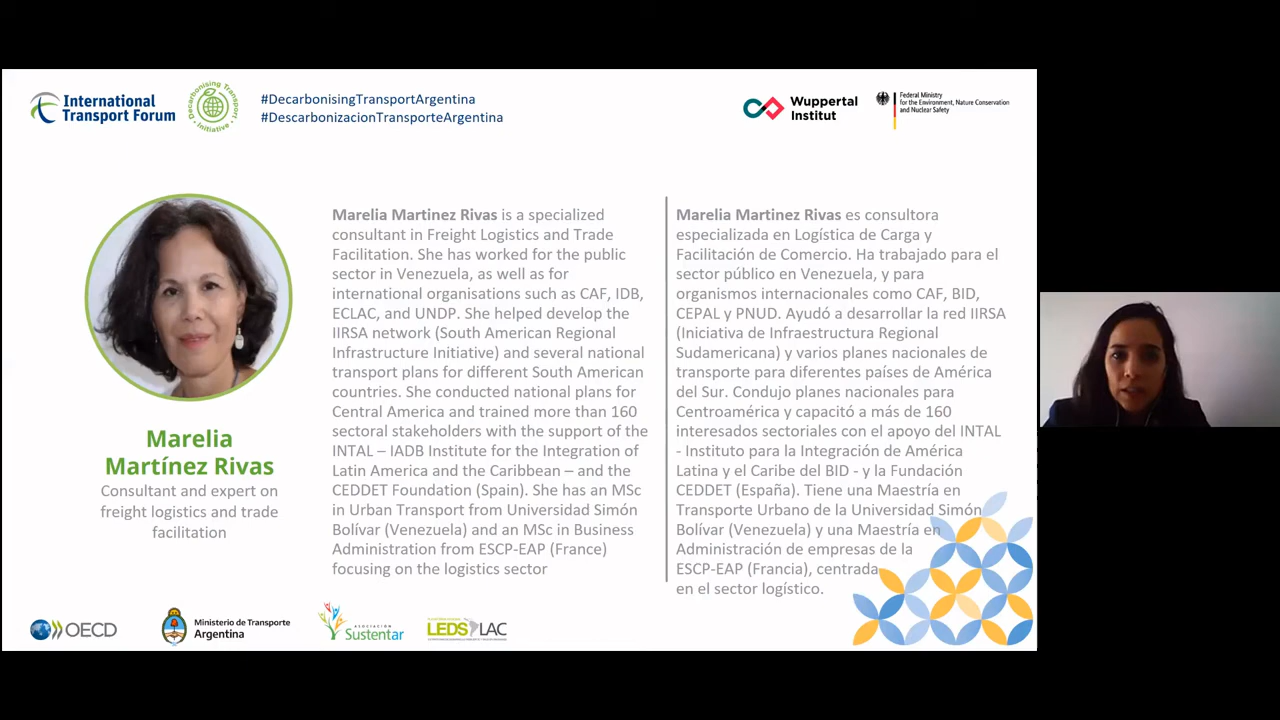 International
Transport Forum
Decarbonising Transport
Initiative
#DecarbonisingTransportArgentina
#DescarbonizacionTransporteArgentina
Wuppertal
Institut
Federal Ministry
for the Environment, Nature Conservation
and Nuclear Safety
Marelia
Martínez Rivas
Consultant and expert on
freight logistics and trade
facilitation
Marelia Martinez Rivas is a specialized
consultant in Freight Logistics and Trade
Facilitation. She has worked for the public
sector in Venezuela, as well as for
international organisations such as CAF, IDB,
ECLAC, and UNDP. She helped develop the
IIRSA network (South American Regional
Infrastructure Initiative) and several national
transport plans for different South American
countries. She conducted national plans for
Central America and trained more than 160
sectoral stakeholders with the support of the
INTAL – IADB Institute for the Integration of
Latin America and the Caribbean – and the
CEDDET Foundation (Spain). She has an MSc
in Urban Transport from Universidad Simón
Bolívar (Venezuela) and an MSc in Business
Administration from ESCP-EAP (France)
focusing on the logistics sector
Marelia Martinez Rivas es consultora
especializada en Logística de Carga y
Facilitación de Comercio. Ha trabajado para el
sector público en Venezuela, y para
organismos internacionales como CAF, BID,
CEPAL y PNUD. Ayudó a desarrollar la red IIRSA
(Iniciativa de Infraestructura Regional
Sudamericana) y varios planes nacionales de
transporte para diferentes países de América
del Sur. Condujo planes nacionales para
Centroamérica y capacitó a más de 160
interesados sectoriales con el apoyo del INTAL
- Instituto para la Integración de América
Latina y el Caribe del BID - y la Fundación
CEDDET (España). Tiene una Maestría en
Transporte Urbano de la Universidad Simón
Bolívar (Venezuela) y una Maestría en
Administración de empresas de la
ESCP-EAP (Francia), centrada
en el sector logístico.
OECD
Ministerio de Transporte
Argentina
ASOCIACIÓN
Sustentar
LEDS LAC